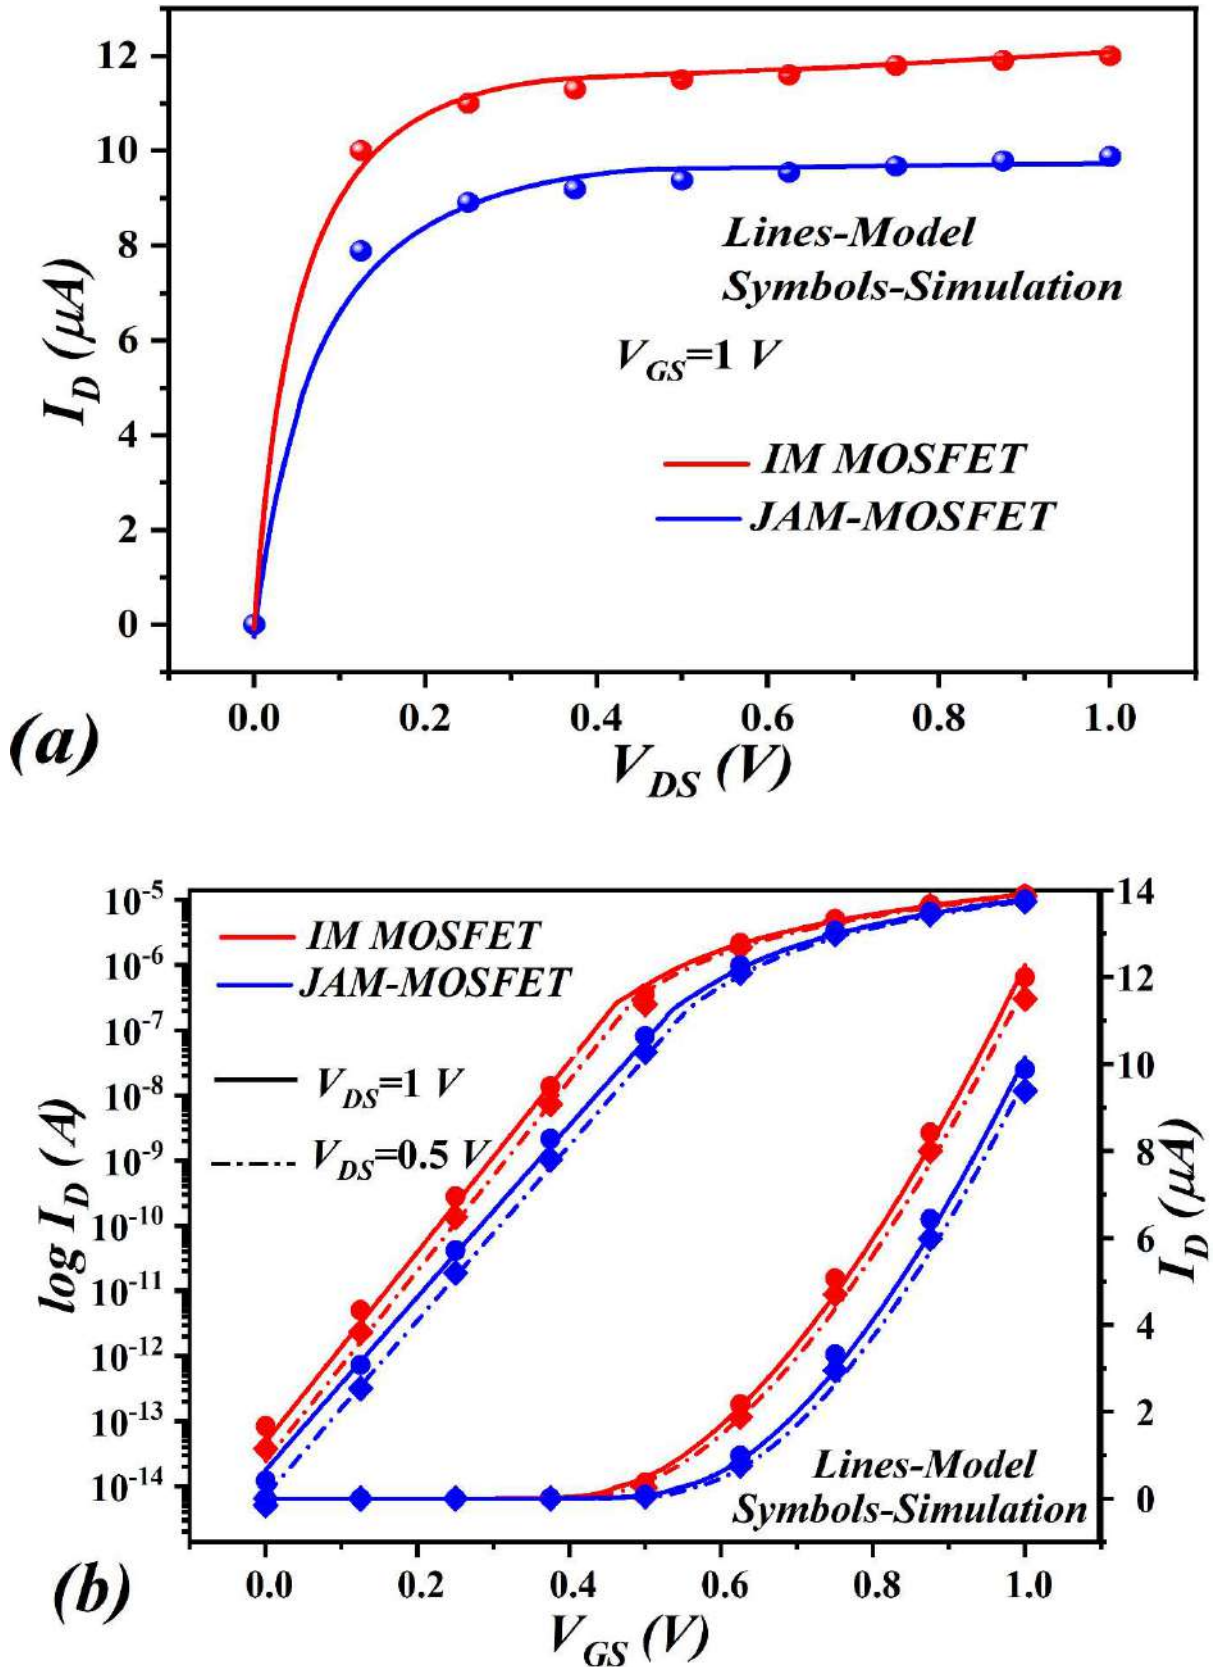 12
10
8
6
4
2
0
I_D (μA)
Lines-Model
Symbols-Simulation
V_GS=1 V
IM MOSFET
JAM-MOSFET
0.0 0.2 0.4 0.6 0.8 1.0
V_DS (V)
(a)
10^-5
10^-6
10^-7
10^-8
10^-9
10^-10
10^-11
10^-12
10^-13
10^-14
log I_D (A)
IM MOSFET
JAM-MOSFET
V_DS=1 V
V_DS=0.5 V
Lines-Model
Symbols-Simulation
14
12
10
8
6
4
2
0
I_D (μA)
0.0 0.2 0.4 0.6 0.8 1.0
V_GS (V)
(b)